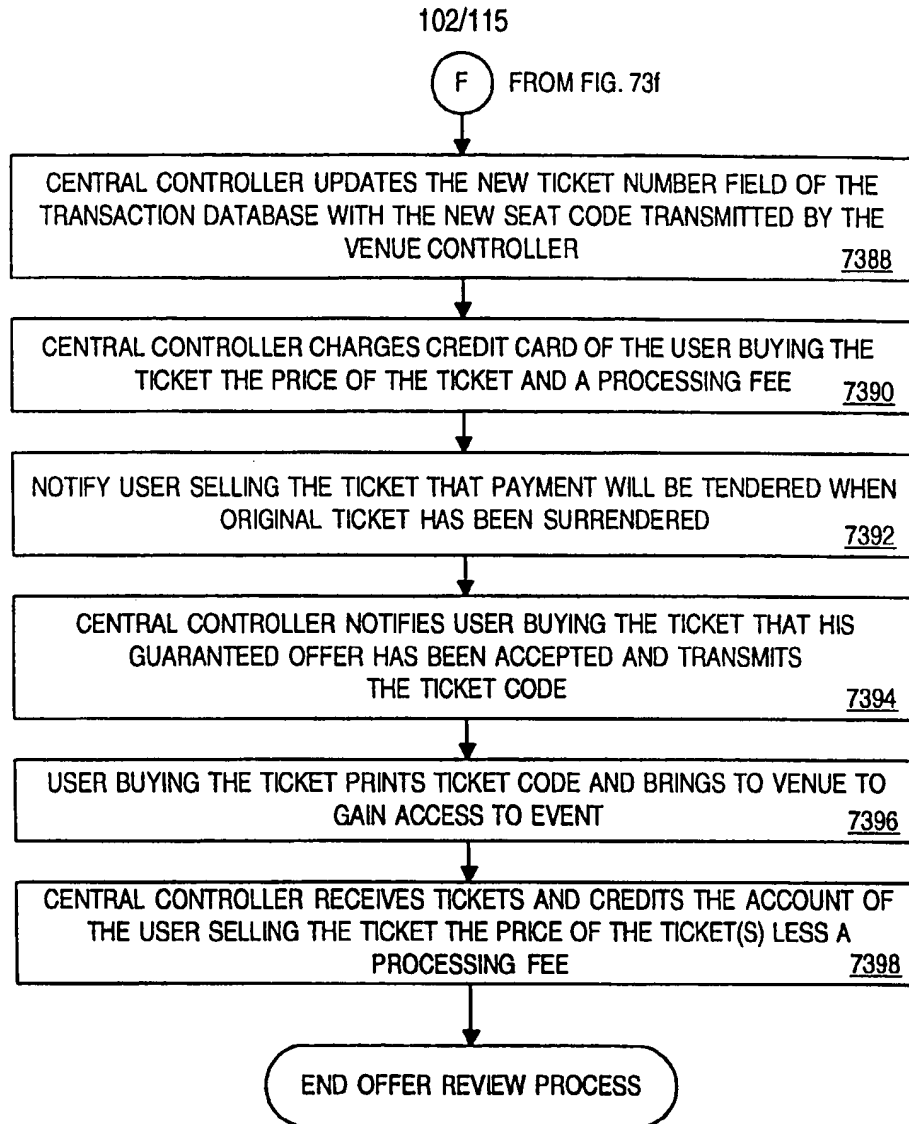 102/115
F FROM FIG. 73f
CENTRAL CONTROLLER UPDATES THE NEW TICKET NUMBER FIELD OF THE
TRANSACTION DATABASE WITH THE NEW SEAT CODE TRANSMITTED BY THE
VENUE CONTROLLER
7388
CENTRAL CONTROLLER CHARGES CREDIT CARD OF THE USER BUYING THE
TICKET THE PRICE OF THE TICKET AND A PROCESSING FEE
7390
NOTIFY USER SELLING THE TICKET THAT PAYMENT WILL BE TENDERED WHEN
ORIGINAL TICKET HAS BEEN SURRENDERED
7392
CENTRAL CONTROLLER NOTIFIES USER BUYING THE TICKET THAT HIS
GUARANTEED OFFER HAS BEEN ACCEPTED AND TRANSMITS
THE TICKET CODE
7394
USER BUYING THE TICKET PRINTS TICKET CODE AND BRINGS TO VENUE TO
GAIN ACCESS TO EVENT
7396
CENTRAL CONTROLLER RECEIVES TICKETS AND CREDITS THE ACCOUNT OF
THE USER SELLING THE TICKET THE PRICE OF THE TICKET(S) LESS A
PROCESSING FEE
7398
END OFFER REVIEW PROCESS